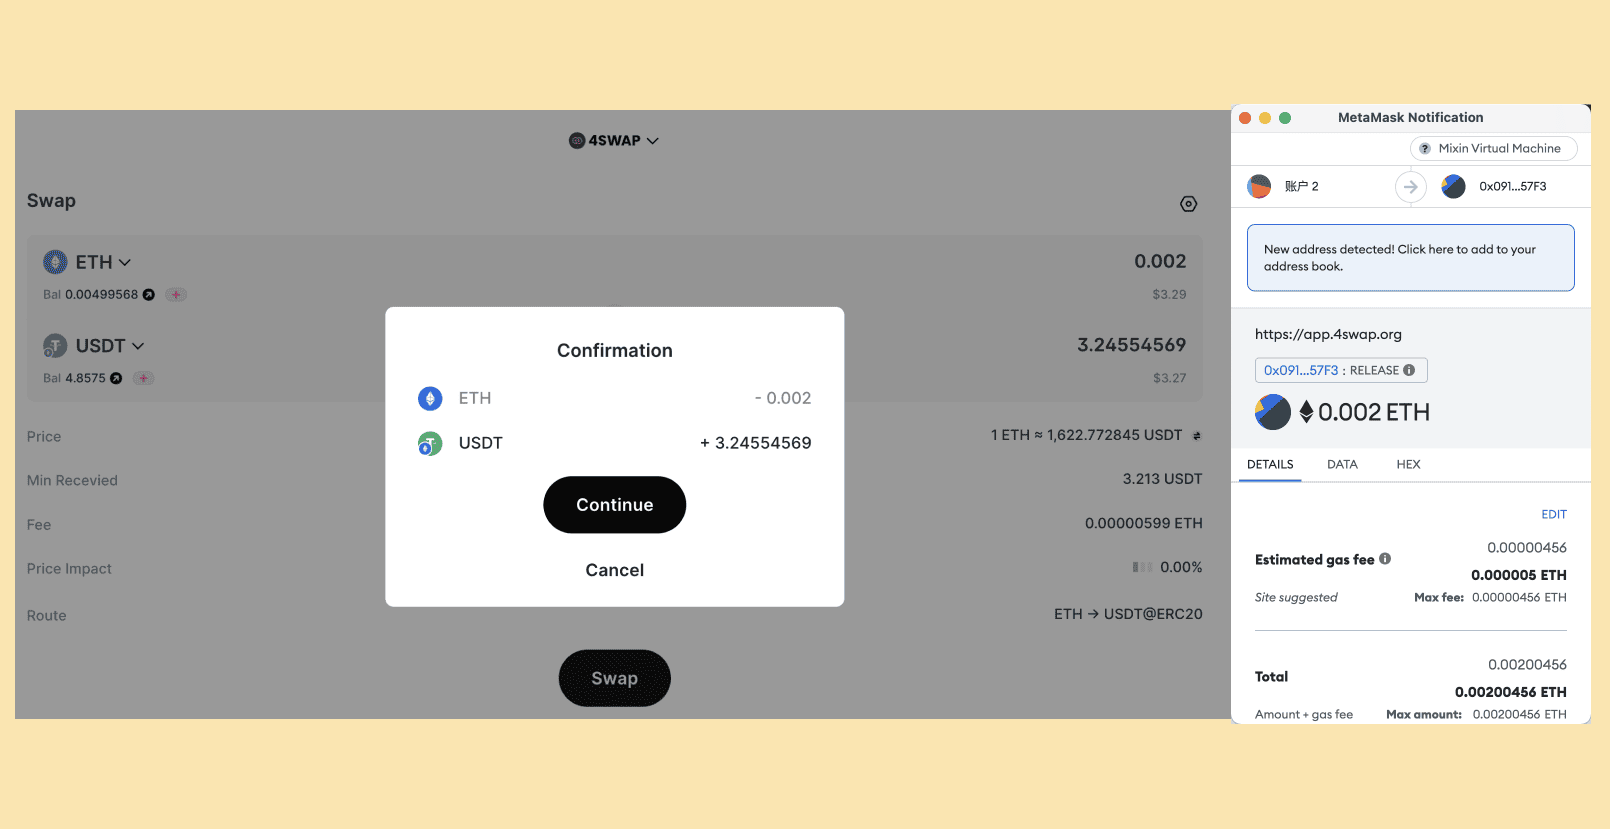 4SWAP
Swap
ETH
0.002
Bal 0.00499568
$3.29
USDT
3.24554569
Bal 4.8575
$3.27
Price
1 ETH ≈ 1,622.772845 USDT
Min Recevied
3.213 USDT
Fee
0.00000599 ETH
Price Impact
0.00%
Route
ETH → USDT@ERC20
Swap
Confirmation
ETH
- 0.002
USDT
+ 3.24554569
Continue
Cancel
MetaMask Notification
Mixin Virtual Machine
账户 2
0x091...57F3
New address detected! Click here to add to your
address book.
https://app.4swap.org
0x091...57F3 : RELEASE
0.002 ETH
DETAILS
DATA
HEX
EDIT
0.00000456
Estimated gas fee
0.000005 ETH
Site suggested
Max fee: 0.00000456 ETH
0.00200456
Total
0.00200456 ETH
Amount + gas fee
Max amount: 0.00200456 ETH